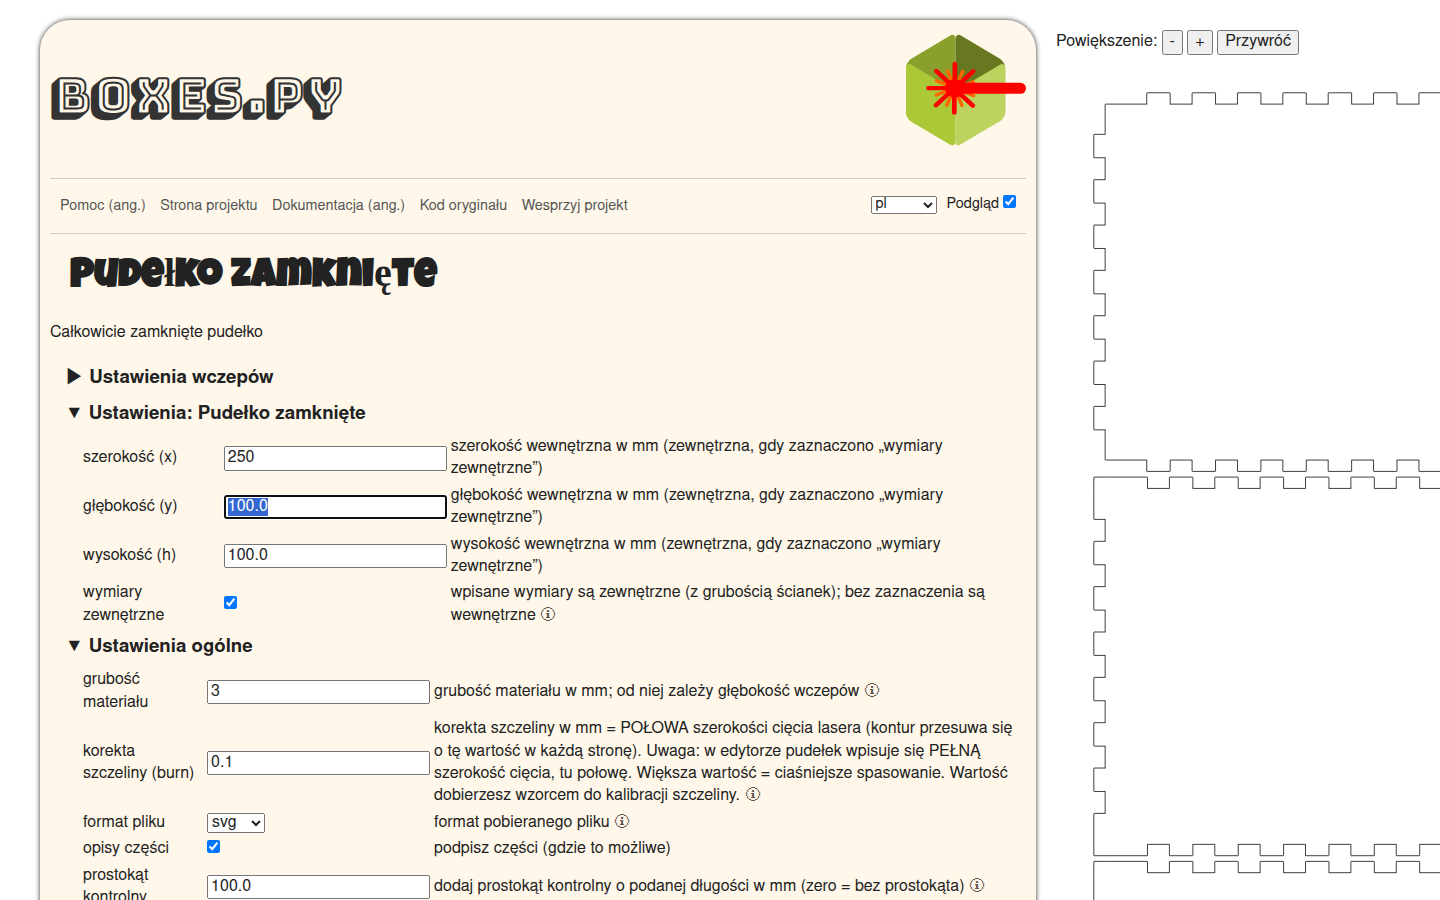 BOXES.PY
Powiększenie: - + Przywróć
Pomoc (ang.) Strona projektu Dokumentacja (ang.) Kod oryginału Wesprzyj projekt pl Podgląd
Pudełko zamknięte
Całkowicie zamknięte pudełko
Ustawienia wczepów
Ustawienia: Pudełko zamknięte
szerokość (x) 250 szerokość wewnętrzna w mm (zewnętrzna, gdy zaznaczono „wymiary
zewnętrzne”)
głębokość (y) 100.0 głębokość wewnętrzna w mm (zewnętrzna, gdy zaznaczono „wymiary
zewnętrzne”)
wysokość (h) 100.0 wysokość wewnętrzna w mm (zewnętrzna, gdy zaznaczono „wymiary
zewnętrzne”)
wymiary
zewnętrzne
wpisane wymiary są zewnętrzne (z grubością ścianek); bez zaznaczenia są
wewnętrzne ⓘ
Ustawienia ogólne
grubość
materiału
3 grubość materiału w mm; od niej zależy głębokość wczepów ⓘ
korekta
szczeliny (burn)
0.1
korekta szczeliny w mm = POŁOWA szerokości cięcia lasera (kontur przesuwa się
o tę wartość w każdą stronę). Uwaga: w edytorze pudełek wpisuje się PEŁNĄ
szerokość cięcia, tu połowę. Większa wartość = ciaśniejsze spasowanie. Wartość
dobierzesz wzorcem do kalibracji szczeliny. ⓘ
format pliku svg format pobieranego pliku ⓘ
opisy części podpisz części (gdzie to możliwe)
prostokąt
kontrolny
100.0 dodaj prostokąt kontrolny o podanej długości w mm (zero = bez prostokąta) ⓘ